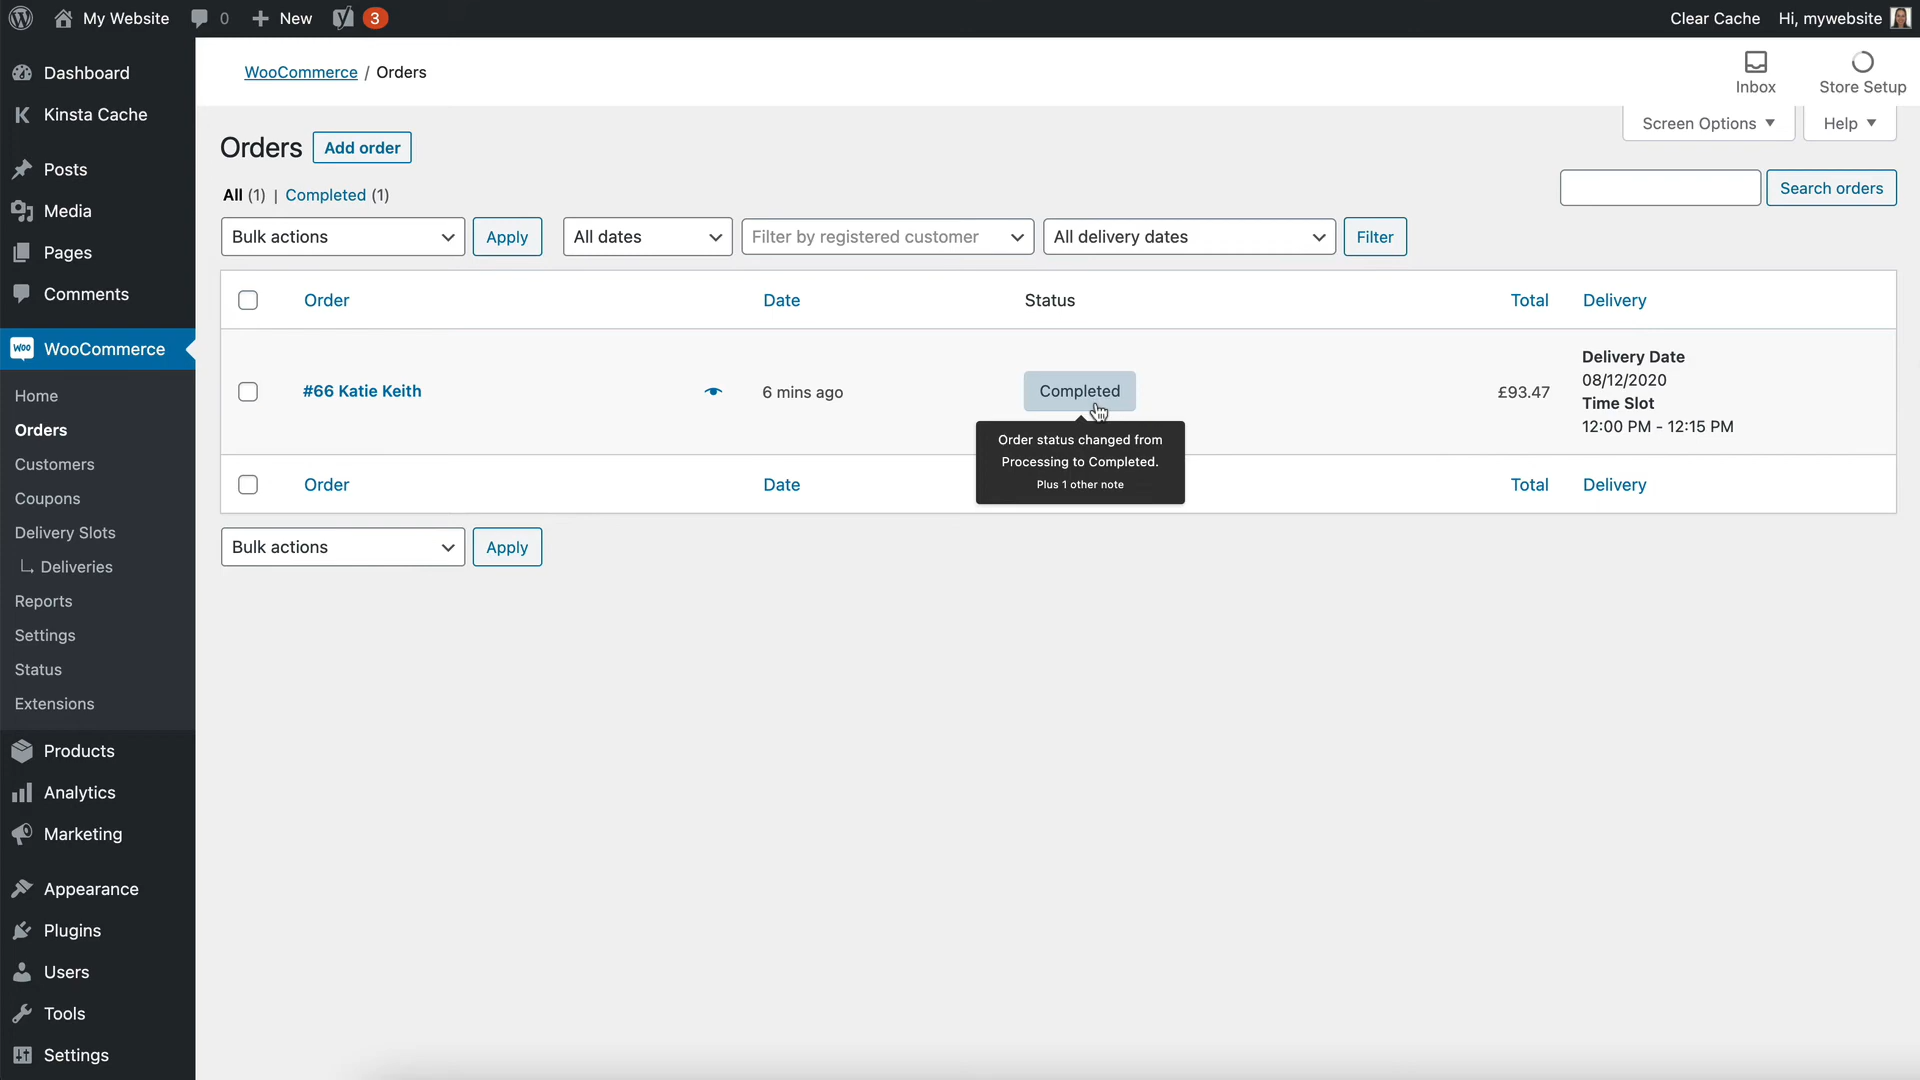 My Website
0
New
3
Clear Cache
Hi, mywebsite
Dashboard
Kinsta Cache
Posts
Media
Pages
Comments
WOO
WooCommerce
Home
Orders
Customers
Coupons
Delivery Slots
Deliveries
Reports
Settings
Status
Extensions
Products
Analytics
Marketing
Appearance
Plugins
Users
Tools
Settings
WooCommerce / Orders
Inbox
Store Setup
Screen Options
Help
Orders
Add order
All (1) | Completed (1)
Search orders
Bulk actions
Apply
All dates
Filter by registered customer
All delivery dates
Filter
Order
Date
Status
Total
Delivery
#66 Katie Keith
6 mins ago
Completed
£93.47
Delivery Date
08/12/2020
Time Slot
12:00 PM - 12:15 PM
Order status changed from
Processing to Completed.
Plus 1 other note
Order
Date
Total
Delivery
Bulk actions
Apply